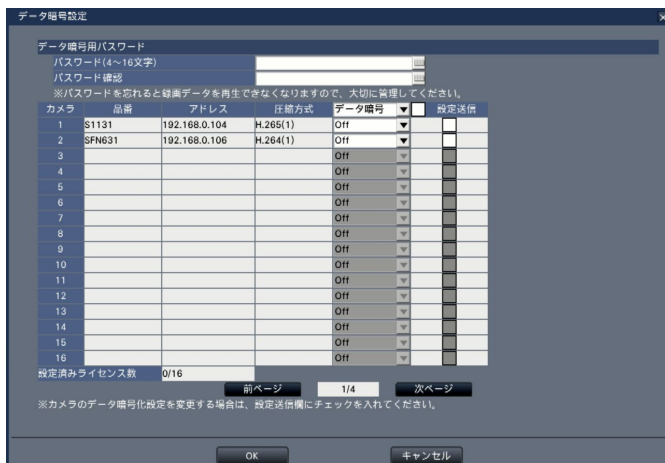 データ暗号設定
データ暗号用パスワード
パスワード(4～16文字)
パスワード確認
※パスワードを忘れると録画データを再生できなくなりますので、大切に管理してください。
カメラ 品番 アドレス 圧縮方式 データ暗号 ▼ 設定送信
1 S1131 192.168.0.104 H.265(1) Off ▼
2 SFN631 192.168.0.106 H.264(1) Off ▼
3 Off ▼
4 Off ▼
5 Off ▼
6 Off ▼
7 Off ▼
8 Off ▼
9 Off ▼
10 Off ▼
11 Off ▼
12 Off ▼
13 Off ▼
14 Off ▼
15 Off ▼
16 Off ▼
設定済みライセンス数 0/16
前ページ 1/4 次ページ
※カメラのデータ暗号化設定を変更する場合は、設定送信欄にチェックを入れてください。
OK キャンセル